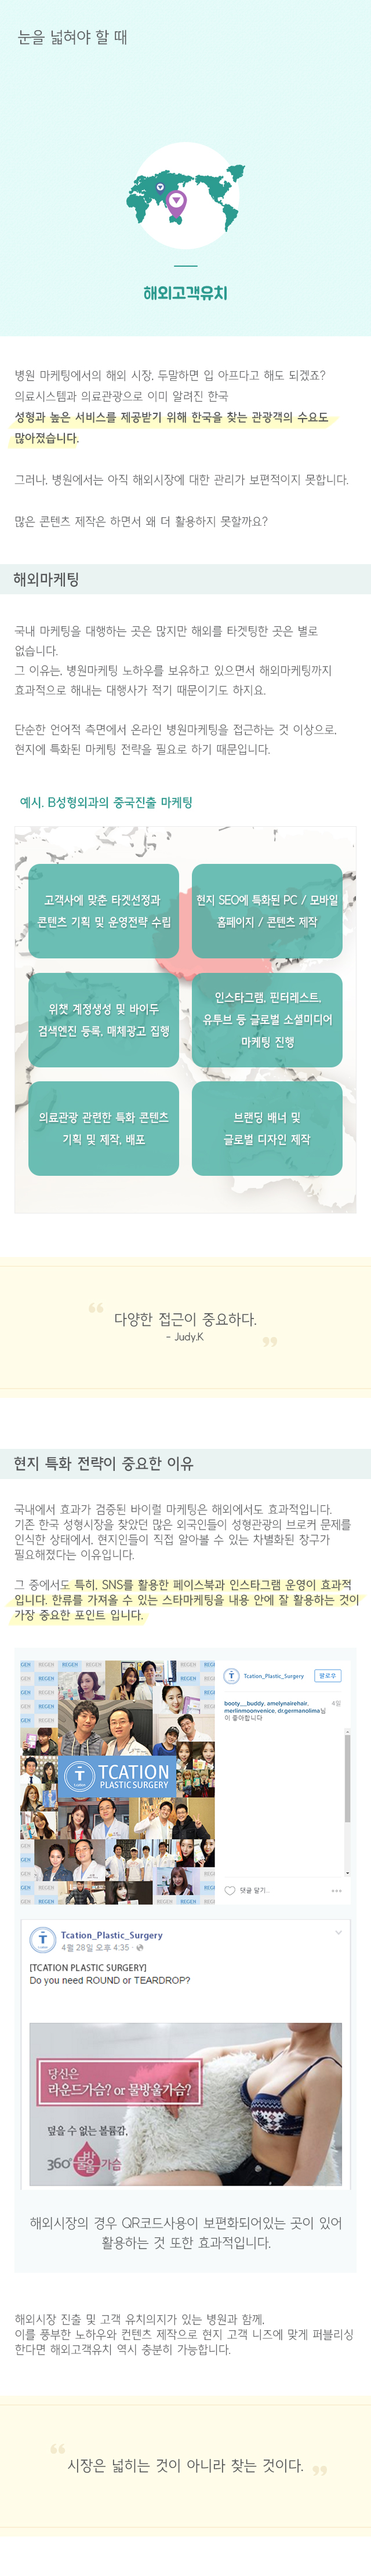 눈을 넓혀야 할 때
해외고객유치
병원 마케팅에서의 해외 시장, 두말하면 입 아프다고 해도 되겠죠?
의료시스템과 의료관광으로 이미 알려진 한국
성형과 높은 서비스를 제공받기 위해 한국을 찾는 관광객의 수요도
많아졌습니다.
그러나, 병원에서는 아직 해외시장에 대한 관리가 보편적이지 못합니다.
많은 콘텐츠 제작은 하면서 왜 더 활용하지 못할까요?
해외마케팅
국내 마케팅을 대행하는 곳은 많지만 해외를 타겟팅한 곳은 별로
없습니다.
그 이유는, 병원마케팅 노하우를 보유하고 있으면서 해외마케팅까지
효과적으로 해내는 대행사가 적기 때문이기도 하지요.
단순한 언어적 측면에서 온라인 병원마케팅을 접근하는 것 이상으로,
현지에 특화된 마케팅 전략을 필요로 하기 때문입니다.
예시. B성형외과의 중국진출 마케팅
고객사에 맞춘 타겟선정과
콘텐츠 기획 및 운영전략 수립
현지 SEO에 특화된 PC / 모바일
홈페이지 / 콘텐츠 제작
위챗 계정생성 및 바이두
검색엔진 등록, 매체광고 집행
인스타그램, 핀터레스트,
유투브 등 글로벌 소셜미디어
마케팅 진행
의료관광 관련한 특화 콘텐츠
기획 및 제작, 배포
브랜딩 배너 및
글로벌 디자인 제작
“ 다양한 접근이 중요하다. ”
- Judy.K
현지 특화 전략이 중요한 이유
국내에서 효과가 검증된 바이럴 마케팅은 해외에서도 효과적입니다.
기존 한국 성형시장을 찾았던 많은 외국인들이 성형관광의 브로커 문제를
인식한 상태에서, 현지인들이 직접 알아볼 수 있는 차별화된 창구가
필요해졌다는 이유입니다.
그 중에서도 특히, SNS를 활용한 페이스북과 인스타그램 운영이 효과적
입니다. 한류를 가져올 수 있는 스타마케팅을 내용 안에 잘 활용하는 것이
가장 중요한 포인트 입니다.
REGEN
TCATION
PLASTIC SURGERY
Tcation_Plastic_Surgery
팔로우
booty__buddy, amelynairehair,
merlinmoonvenice, dr.germanolima님
이 좋아합니다
4일
댓글 달기...
Tcation_Plastic_Surgery
4월 28일 오후 4:35
[TCATION PLASTIC SURGERY]
Do you need ROUND or TEARDROP?
당신은
라운드가슴? or 물방울가슴?
덮을 수 없는 볼륨감,
360° 물방울 가슴
해외시장의 경우 QR코드사용이 보편화되어있는 곳이 있어
활용하는 것 또한 효과적입니다.
해외시장 진출 및 고객 유치의지가 있는 병원과 함께,
이를 풍부한 노하우와 컨텐츠 제작으로 현지 고객 니즈에 맞게 퍼블리싱
한다면 해외고객유치 역시 충분히 가능합니다.
“ 시장은 넓히는 것이 아니라 찾는 것이다. ”